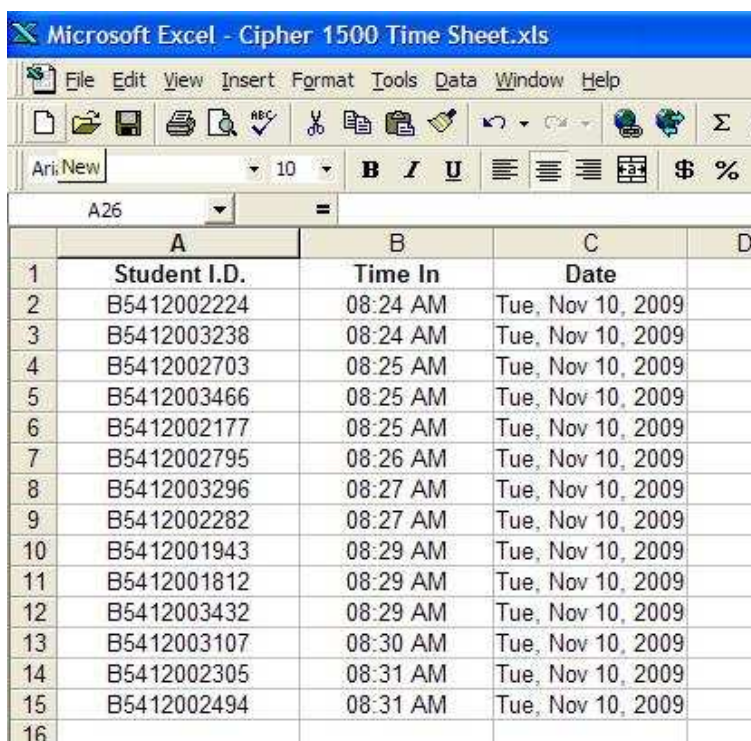 Microsoft Excel - Cipher 1500 Time Sheet.xls
File Edit View Insert Format Tools Data Window Help
ABC Σ
Ari New 10 B I U a $ %
A26 =
A B C D
1 Student I.D. Time In Date
2 B5412002224 08:24 AM Tue, Nov 10, 2009
3 B5412003238 08:24 AM Tue, Nov 10, 2009
4 B5412002703 08:25 AM Tue, Nov 10, 2009
5 B5412003466 08:25 AM Tue, Nov 10, 2009
6 B5412002177 08:25 AM Tue, Nov 10, 2009
7 B5412002795 08:26 AM Tue, Nov 10, 2009
8 B5412003296 08:27 AM Tue, Nov 10, 2009
9 B5412002282 08:27 AM Tue, Nov 10, 2009
10 B5412001943 08:29 AM Tue, Nov 10, 2009
11 B5412001812 08:29 AM Tue, Nov 10, 2009
12 B5412003432 08:29 AM Tue, Nov 10, 2009
13 B5412003107 08:30 AM Tue, Nov 10, 2009
14 B5412002305 08:31 AM Tue, Nov 10, 2009
15 B5412002494 08:31 AM Tue, Nov 10, 2009
16